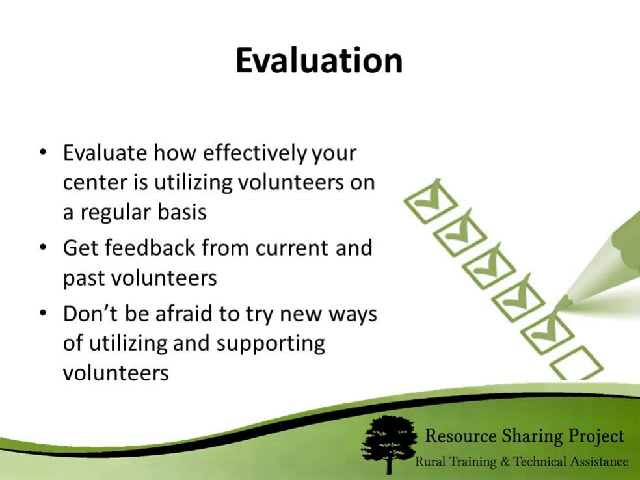 Evaluation
• Evaluate how effectively your
center is utilizing volunteers on
a regular basis
• Get feedback from current and
past volunteers
• Don't be afraid to try new ways
of utilizing and supporting
volunteers
Resource Sharing Project
Rural Training & Technical Assistance